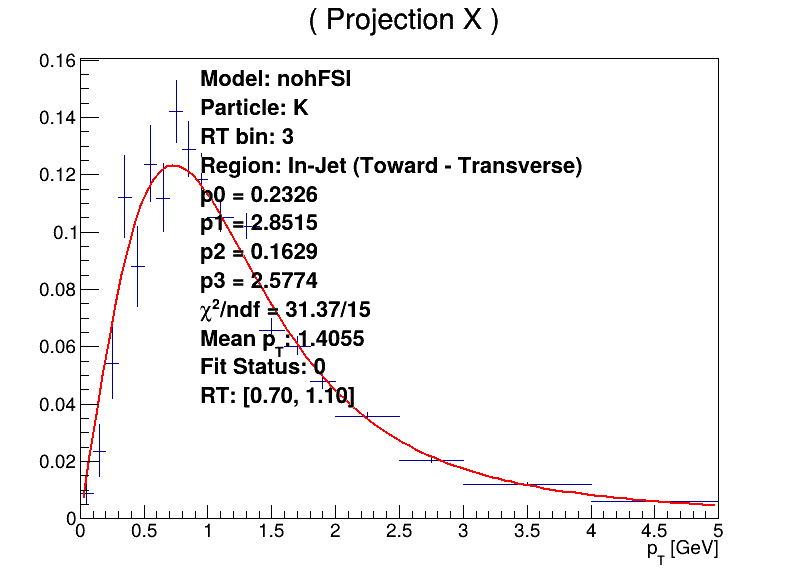 ( Projection X )
0.16
0.14
0.12
0.1
0.08
0.06
0.04
0.02
0
Model: nohFSI
Particle: K
RT bin: 3
Region: In-Jet (Toward - Transverse)
p0 = 0.2326
p1 = 2.8515
p2 = 0.1629
p3 = 2.5774
χ²/ndf = 31.37/15
Mean p_T: 1.4055
Fit Status: 0
RT: [0.70, 1.10]
0 0.5 1 1.5 2 2.5 3 3.5 4 4.5 5
p_T [GeV]